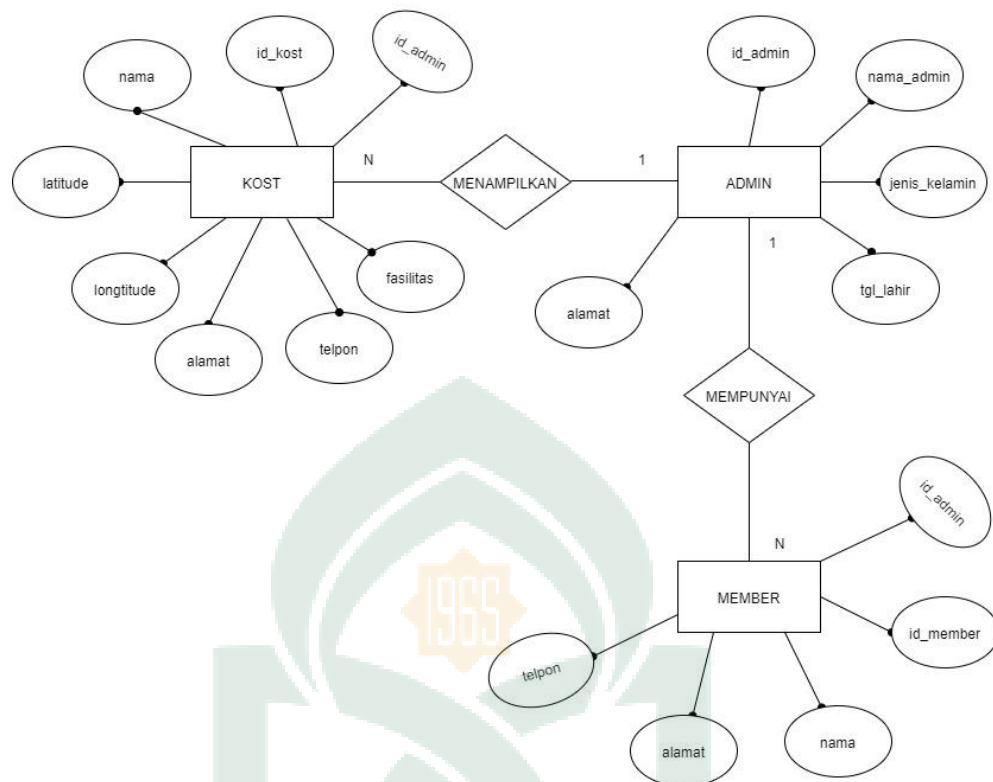 id_kost
id_admin
nama
id_admin
nama_admin
N
1
latitude
KOST
MENAMPILKAN
ADMIN
jenis_kelamin
1
longtitude
fasilitas
tgl_lahir
alamat
alamat
telpon
MEMPUNYAI
id_admin
N
1965
MEMBER
id_member
telpon
alamat
nama